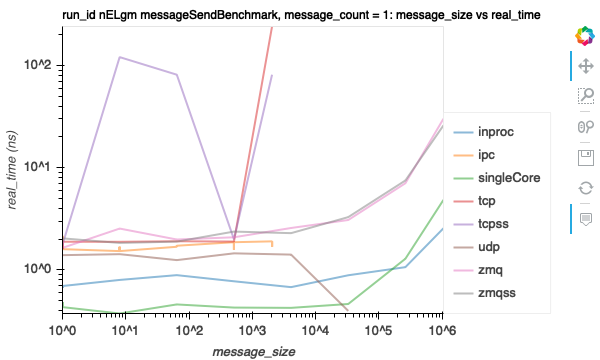 run_id nELgm messageSendBenchmark, message_count = 1: message_size vs real_time
real_time (ns)
10^2
10^1
10^0
10^0
10^1
10^2
10^3
10^4
10^5
10^6
message_size
inproc
ipc
singleCore
tcp
tcpss
udp
zmq
zmqss